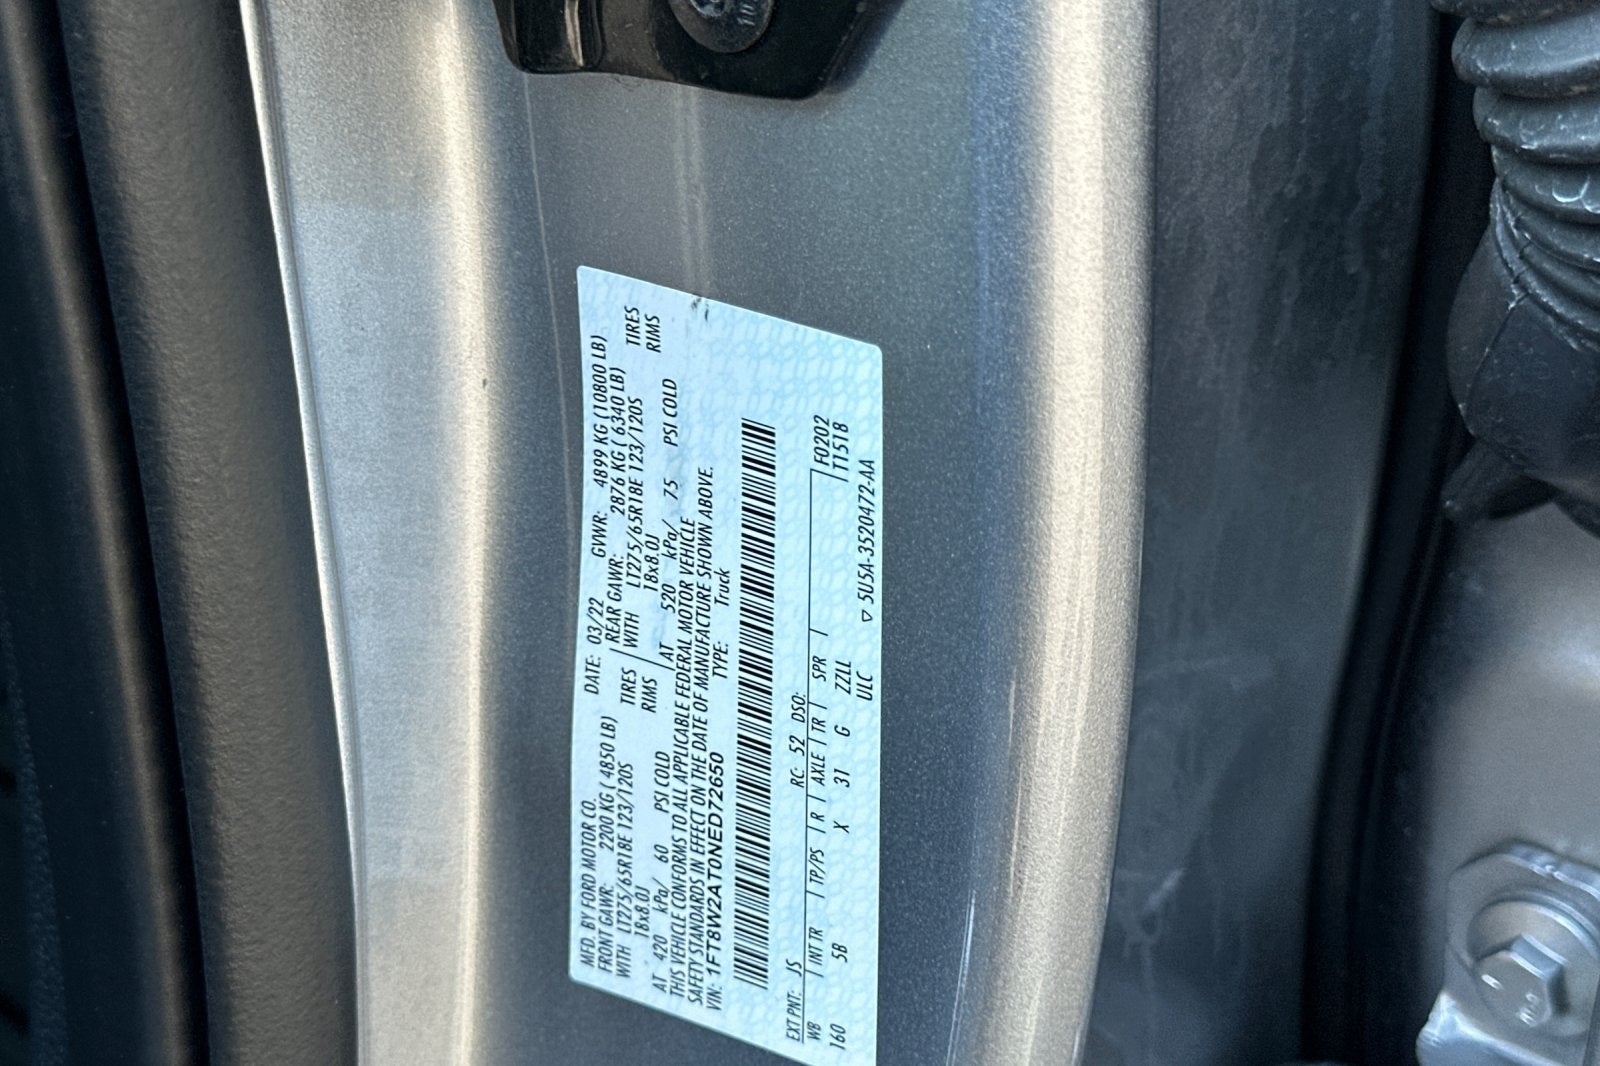 MFD. BY FORD MOTOR CO.
DATE: 03/22 GVWR: 4899 KG (10800 LB)
FRONT GAWR: 2200 KG ( 4850 LB) REAR GAWR: 2876 KG ( 6340 LB)
WITH LT275/65R18E 123/120S TIRES WITH LT275/65R18E 123/120S TIRES
18x8.0J RIMS 18x8.0J RIMS
AT 420 kPa/ 60 PSI COLD AT 520 kPa/ 75 PSI COLD
THIS VEHICLE CONFORMS TO ALL APPLICABLE FEDERAL MOTOR VEHICLE
SAFETY STANDARDS IN EFFECT ON THE DATE OF MANUFACTURE SHOWN ABOVE.
VIN: 1FT8W2AT0NED72650 TYPE: Truck
EXT PNT: JS RC: 52 DSO: F0202
WB INT TR TP/PS R AXLE TR SPR T1518
160 5B X 31 G ZZLL
ULC ▽ 5U5A-3520472-AA